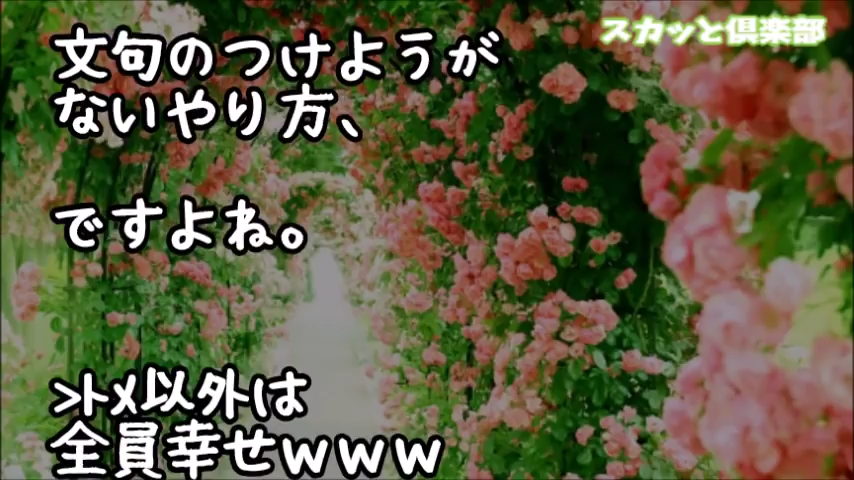 スカッと倶楽部
文句のつけようが
ないやり方、
ですよね。
>トメ以外は
全員幸せｗｗｗ